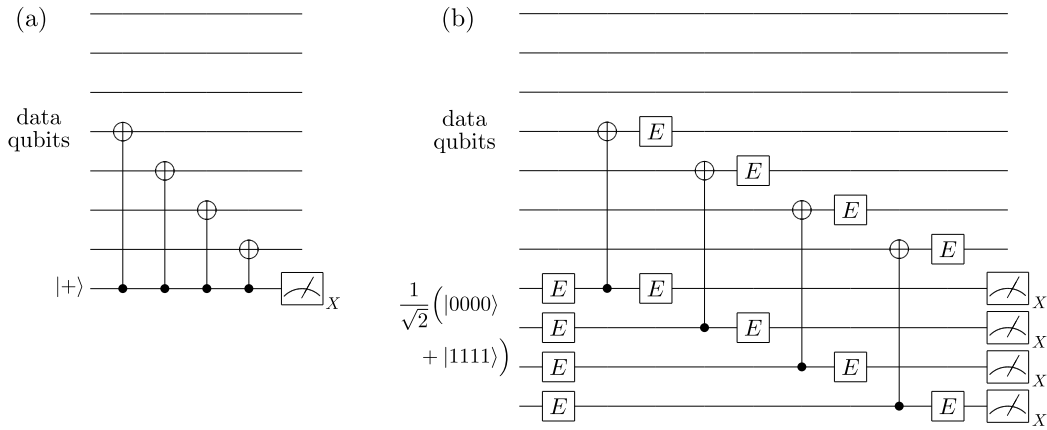 (a)
data
qubits
|+⟩
X
(b)
data
qubits
E
E
E
E
1/√2 (|0000⟩
+ |1111⟩)
E E X
E E X
E E X
E E X